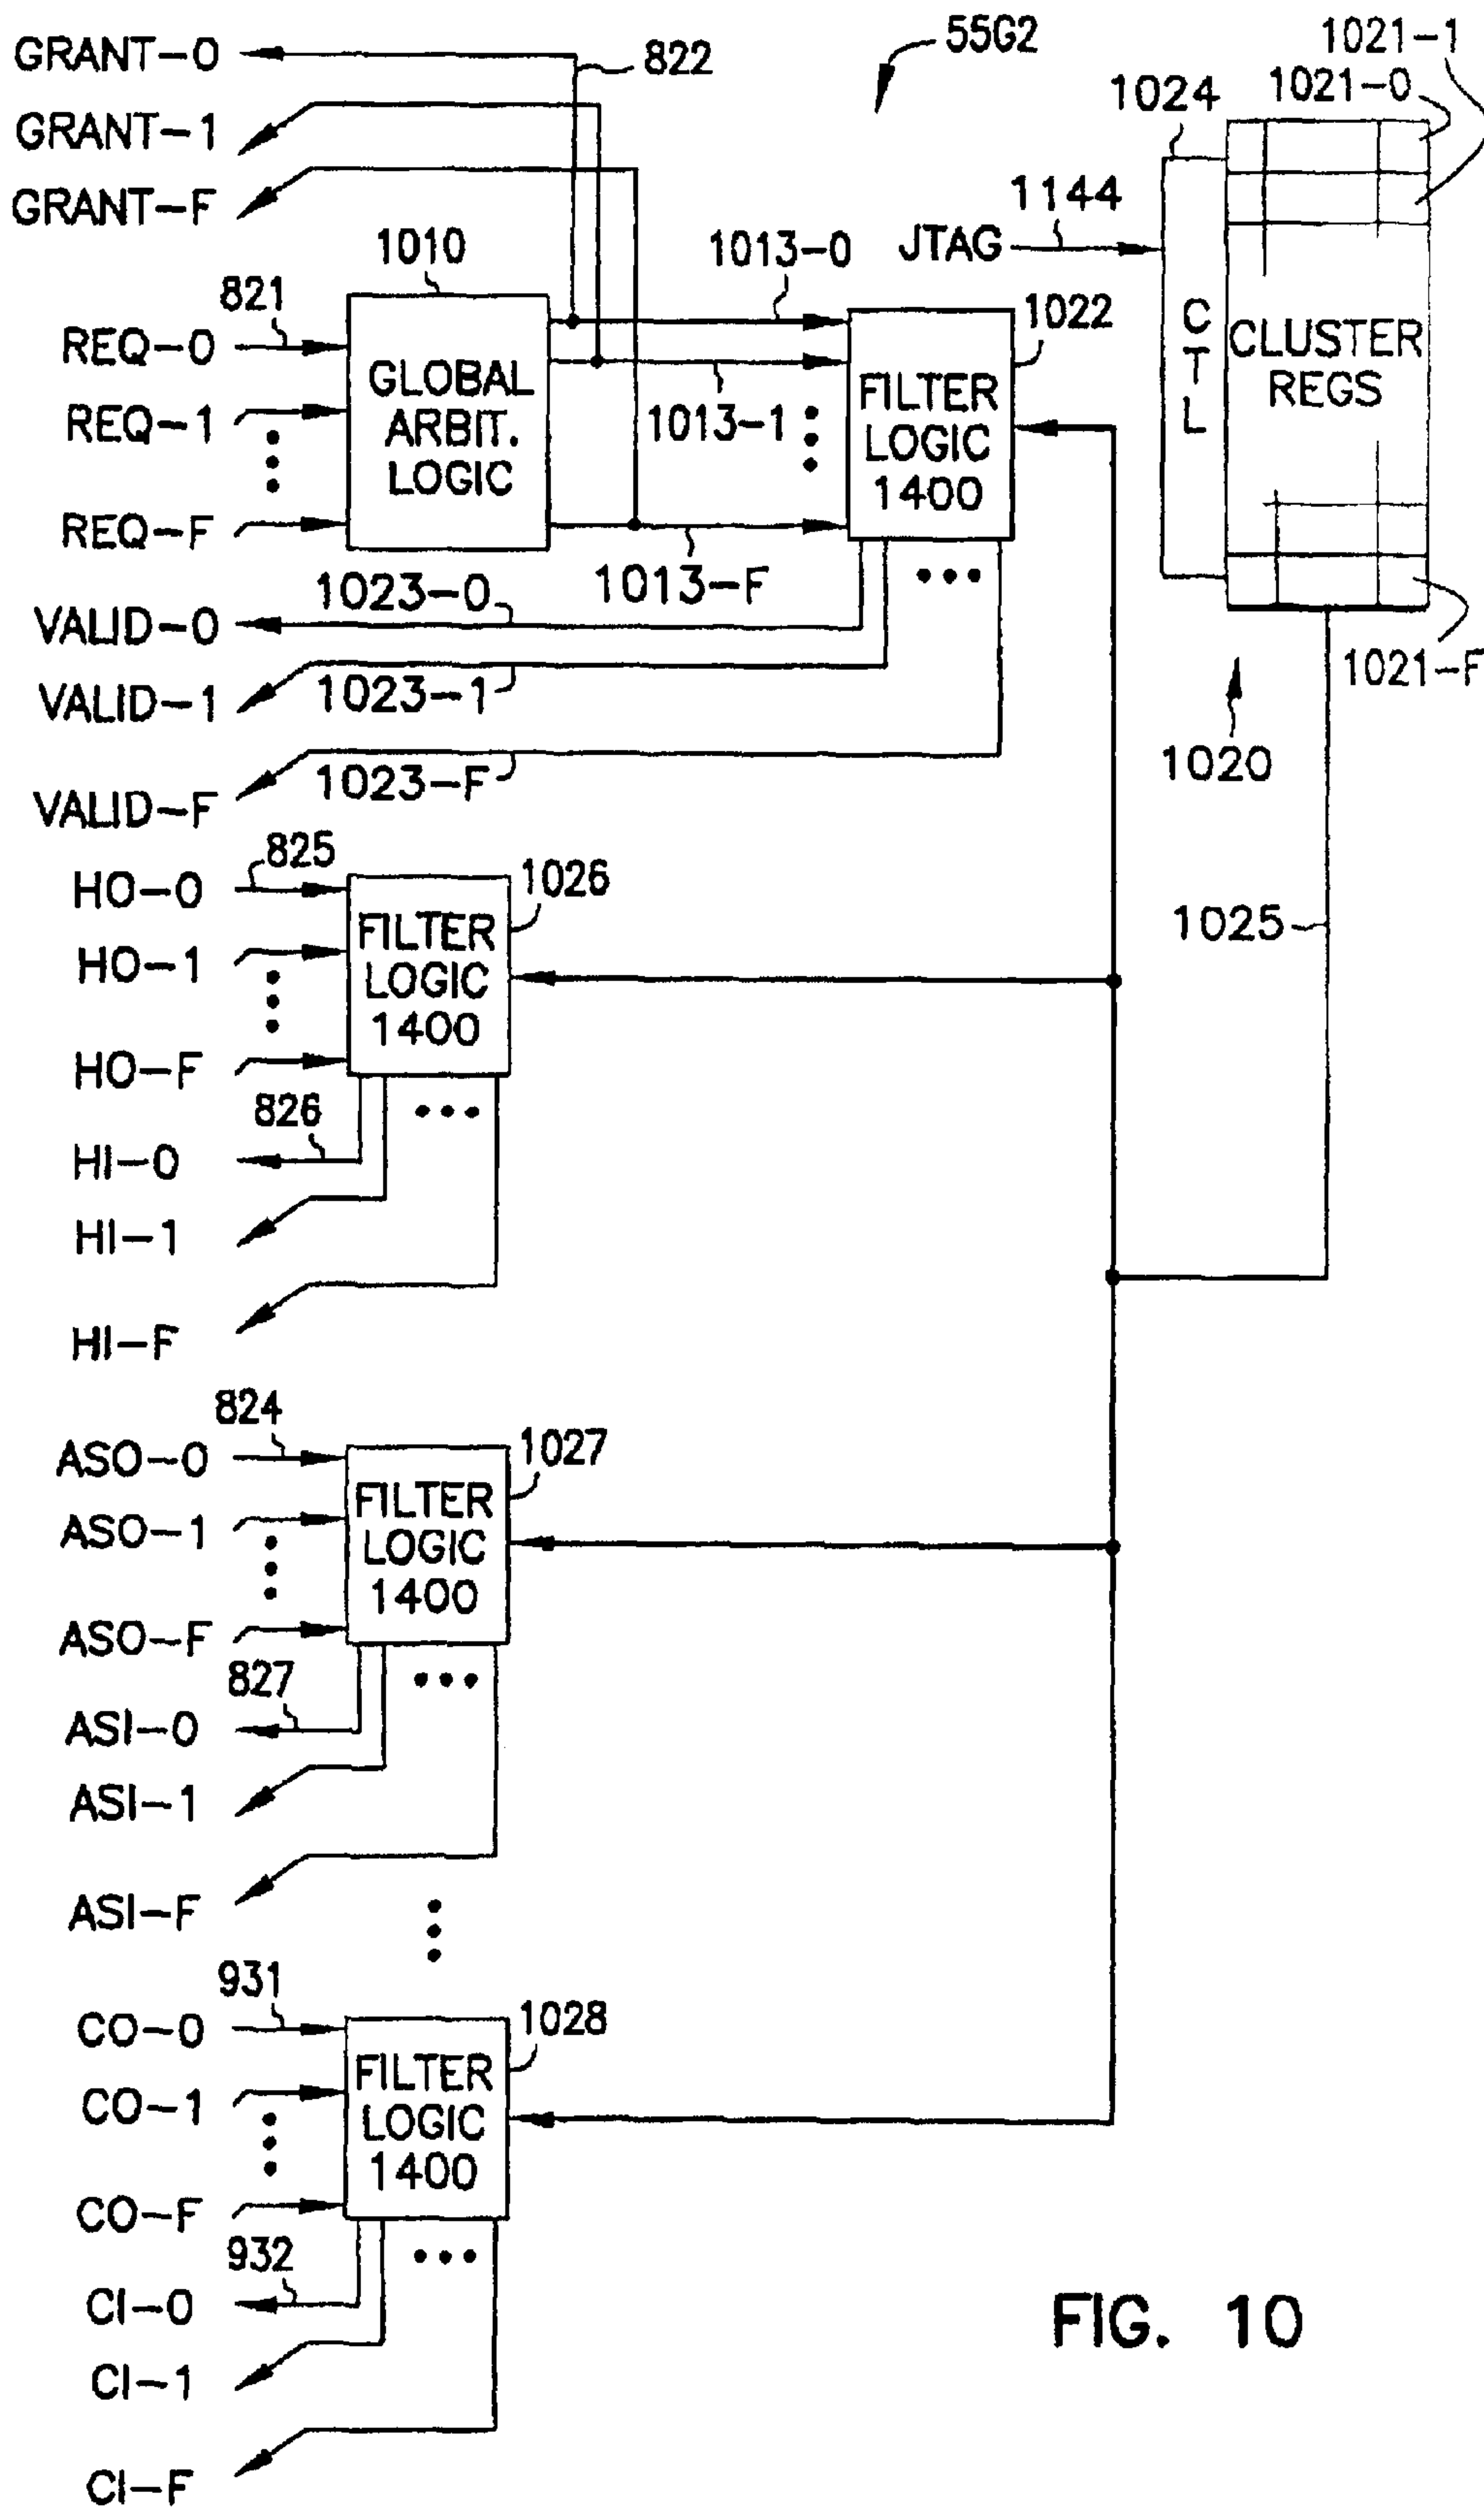 GRANT-0
822
55G2
1021-1
1021-0
1024
GRANT-1
GRANT-F
1144
JTAG
1010
1013-0
821
1022
REQ-0
GLOBAL
ARBIT.
LOGIC
FILTER
LOGIC
1400
C
T
L
CLUSTER
REGS
REQ-1
1013-1
REQ-F
1013-F
1023-0
VALID-0
1021-F
VALID-1
1023-1
1020
1023-F
VALID-F
825
HO-0
1026
FILTER
LOGIC
1400
1025
HO-1
HO-F
826
HI-0
HI-1
HI-F
824
ASO-0
1027
FILTER
LOGIC
1400
ASO-1
ASO-F
827
ASI-0
ASI-1
ASI-F
931
CO-0
1028
FILTER
LOGIC
1400
CO-1
CO-F
932
CI-0
CI-1
CI-F
FIG. 10